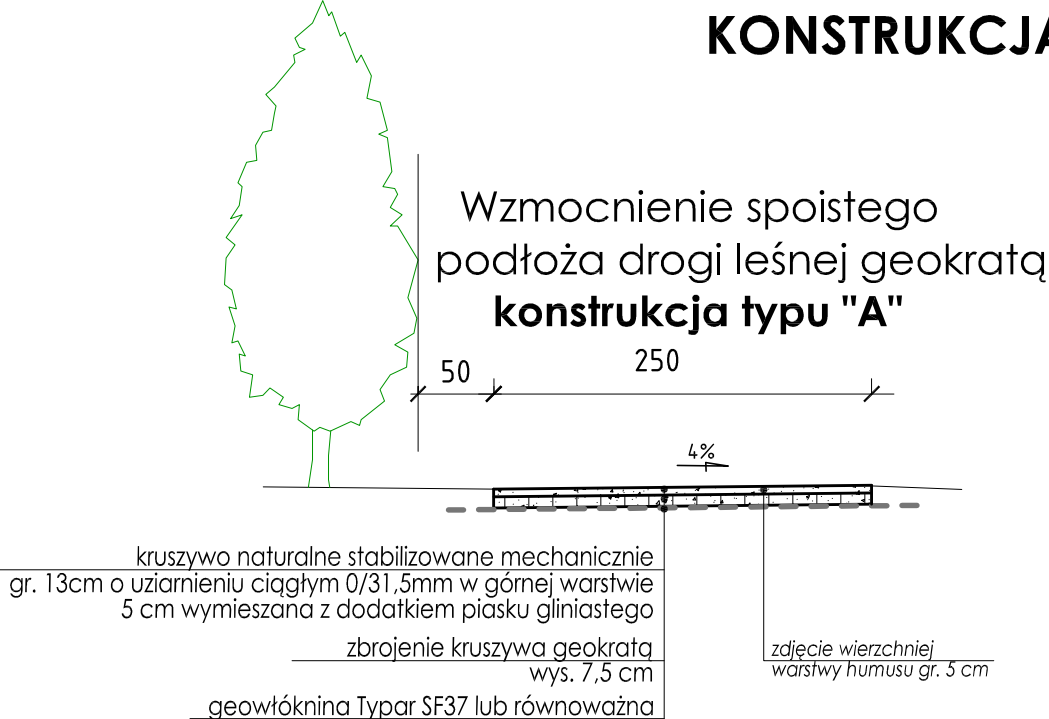 KONSTRUKCJA
Wzmocnienie spoistego
podłoża drogi leśnej geokratą
konstrukcja typu "A"
50
250
4%
kruszywo naturalne stabilizowane mechanicznie
gr. 13cm o uziarnieniu ciągłym 0/31,5mm w górnej warstwie
5 cm wymieszana z dodatkiem piasku gliniastego
zbrojenie kruszywa geokratą
wys. 7,5 cm
geowłóknina Typar SF37 lub równoważna
zdjęcie wierzchniej
warstwy humusu gr. 5 cm